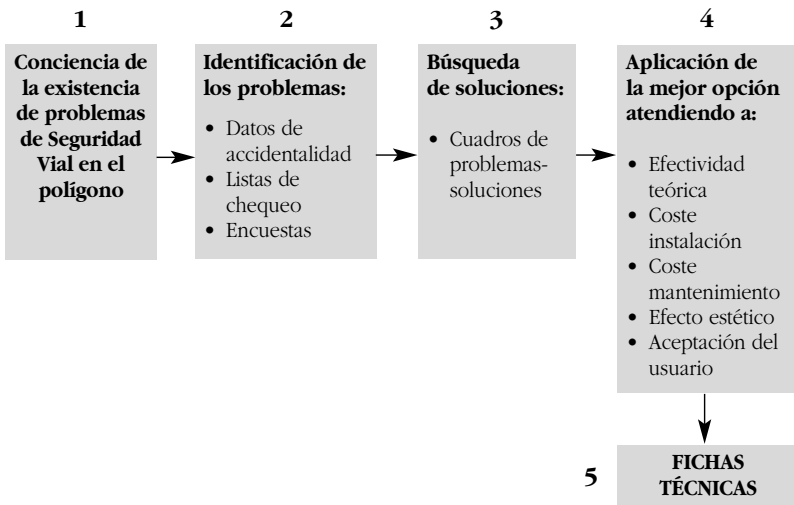 1
Conciencia de
la existencia
de problemas
de Seguridad
Vial en el
polígono
2
Identificación de
los problemas:
• Datos de
accidentalidad
• Listas de
chequeo
• Encuestas
3
Búsqueda
de soluciones:
• Cuadros de
problemas-
soluciones
4
Aplicación de
la mejor opción
atendiendo a:
• Efectividad
teórica
• Coste
instalación
• Coste
mantenimiento
• Efecto estético
• Aceptación del
usuario
5
FICHAS
TÉCNICAS